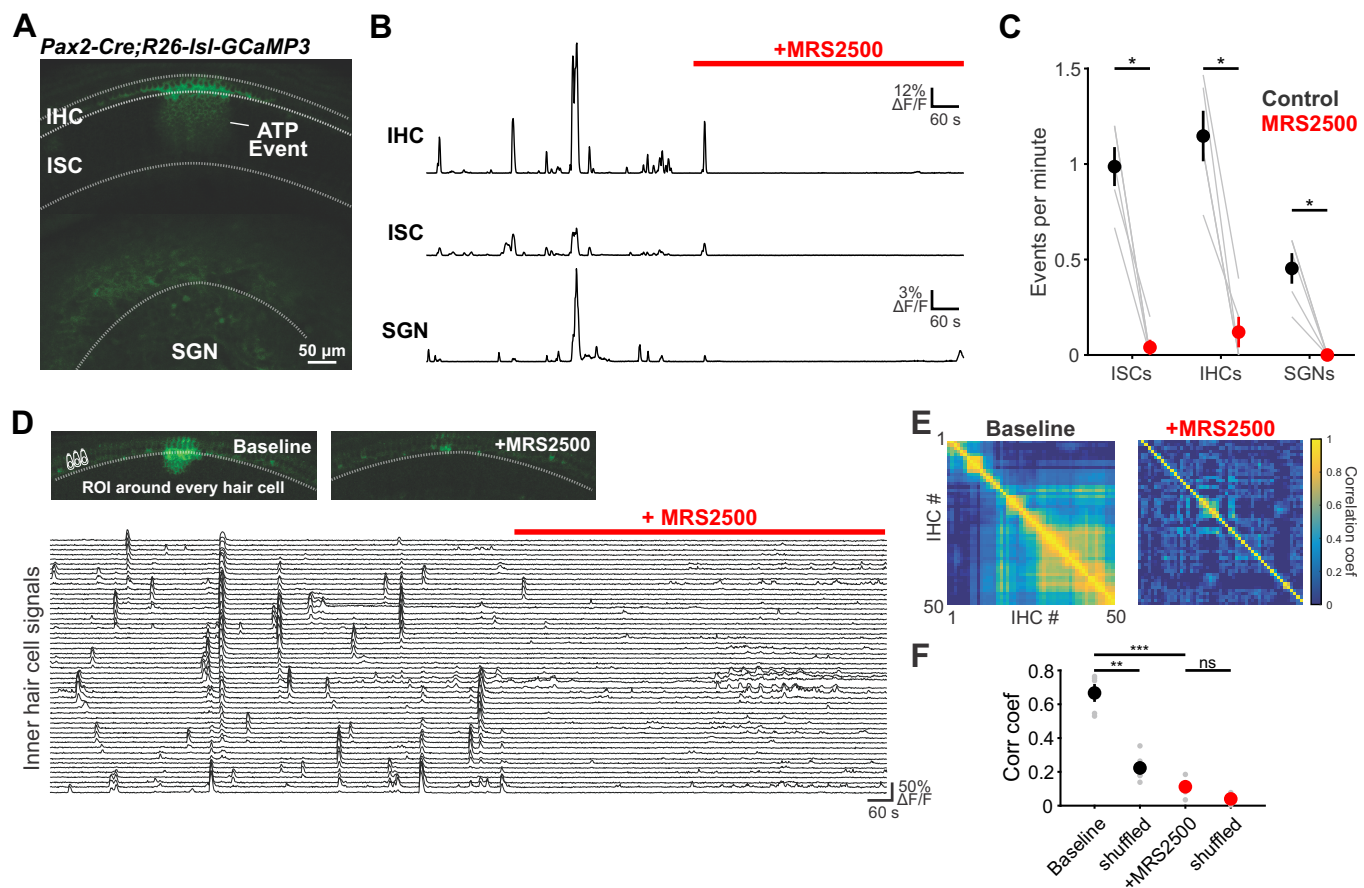 A
Pax2-Cre;R26-lsl-GCaMP3
IHC
ATP
Event
ISC
SGN
50 µm
B
+MRS2500
12%
ΔF/F
60 s
IHC
ISC
3%
ΔF/F
60 s
SGN
C
1.5
1
0.5
0
Events per minute
*
*
*
Control
MRS2500
ISCs
IHCs
SGNs
D
Baseline
ROI around every hair cell
+MRS2500
+ MRS2500
Inner hair cell signals
50%
ΔF/F
60 s
E
Baseline
+MRS2500
1
IHC #
50
1
IHC #
50
1
0.8
0.6
0.4
0.2
0
Correlation coef
F
***
**
ns
0.8
0.6
0.4
0.2
0
Corr coef
Baseline
shuffled
+MRS2500
shuffled